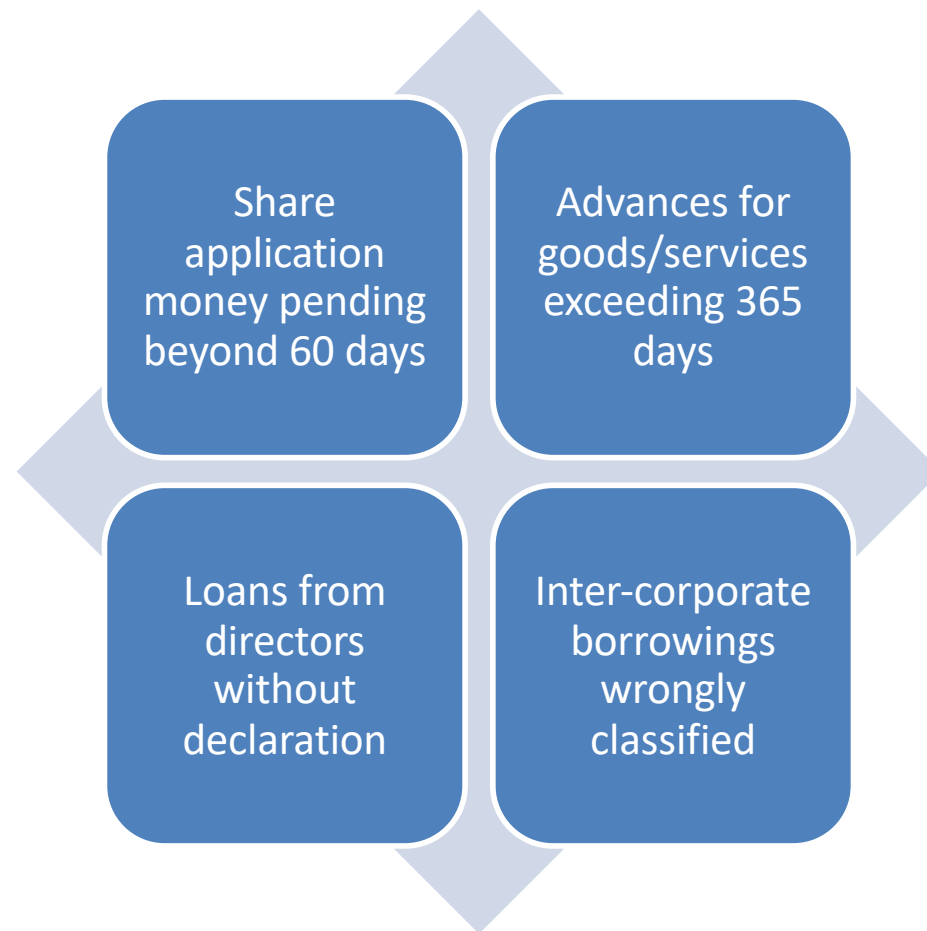 Share
application
money pending
beyond 60 days
Advances for
goods/services
exceeding 365
days
Loans from
directors
without
declaration
Inter-corporate
borrowings
wrongly
classified